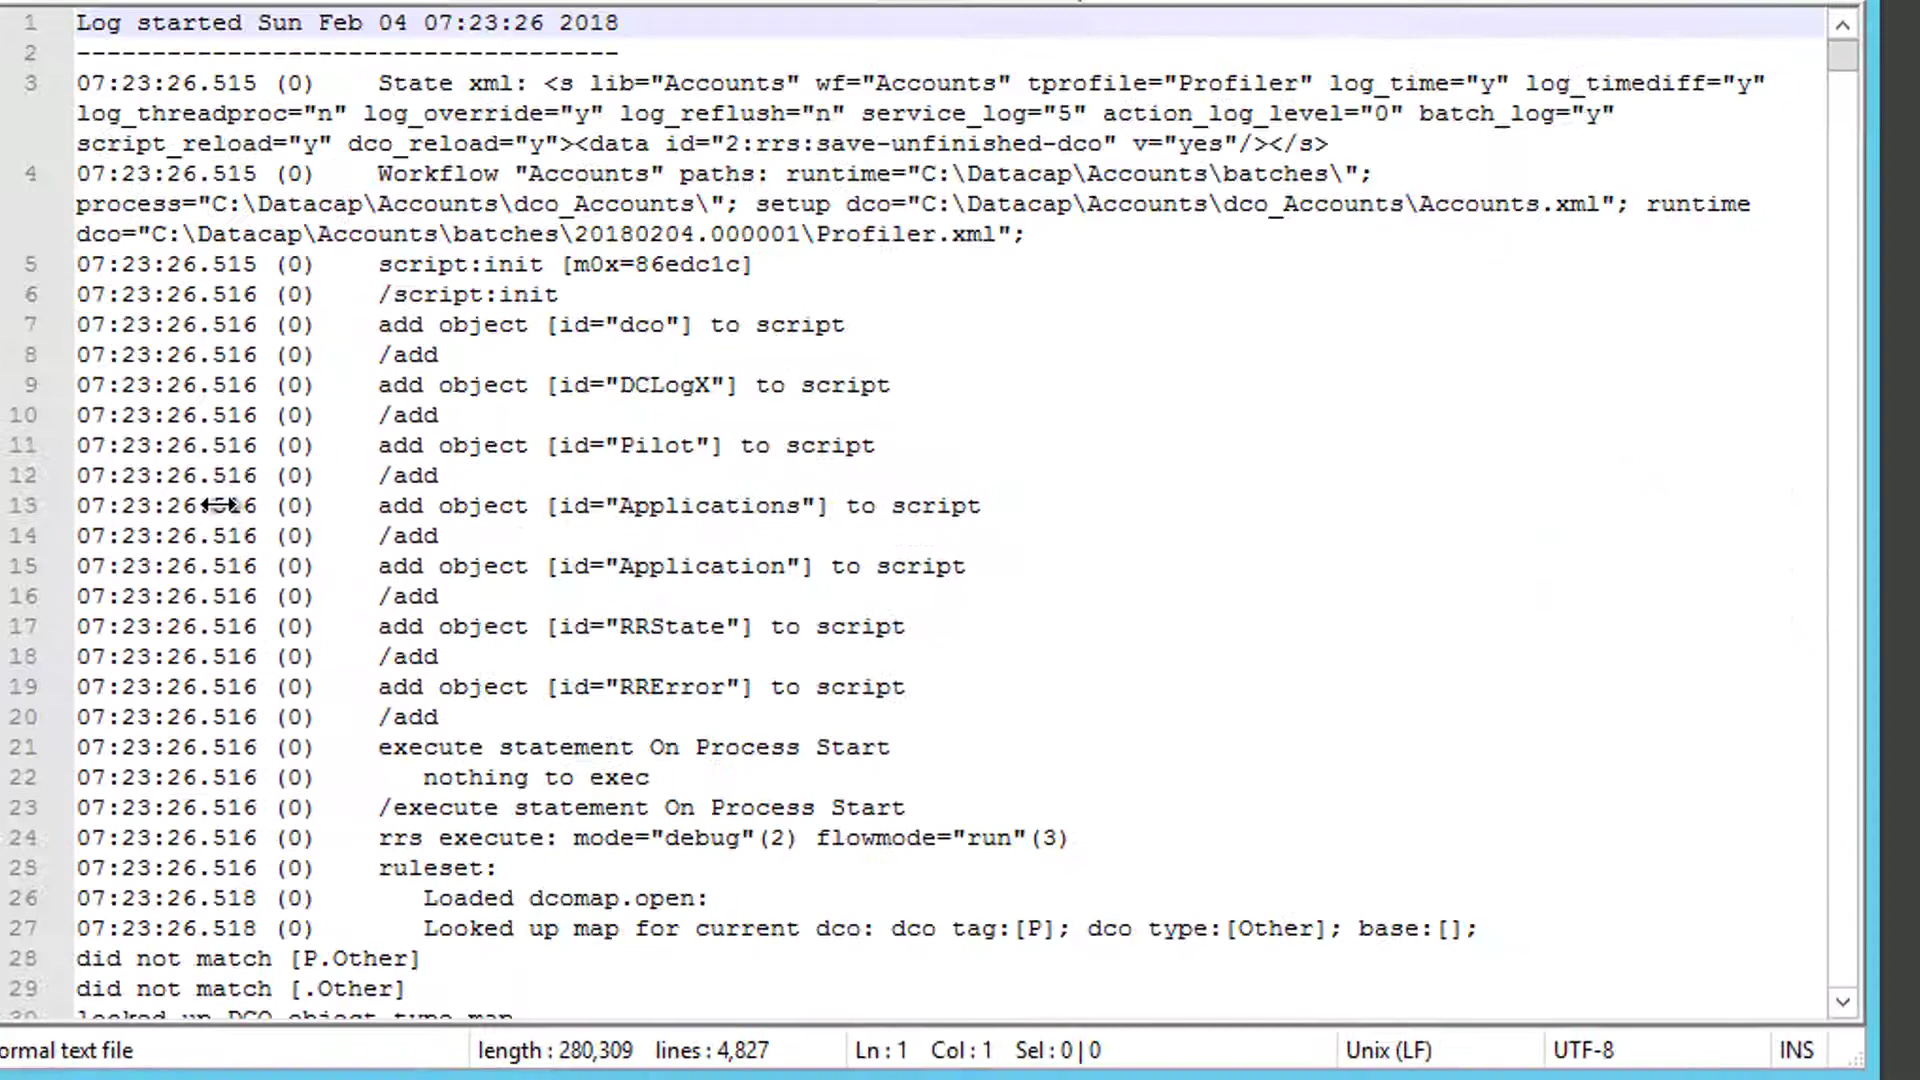 1 Log started Sun Feb 04 07:23:26 2018
2 ------------------------------------
3 07:23:26.515 (0) State xml: <s lib="Accounts" wf="Accounts" tprofile="Profiler" log_time="y" log_timediff="y"
log_threadproc="n" log_override="y" log_reflush="n" service_log="5" action_log_level="0" batch_log="y"
script_reload="y" dco_reload="y"><data id="2:rrs:save-unfinished-dco" v="yes"/></s>
4 07:23:26.515 (0) Workflow "Accounts" paths: runtime="C:\Datacap\Accounts\batches\";
process="C:\Datacap\Accounts\dco_Accounts\"; setup dco="C:\Datacap\Accounts\dco_Accounts\Accounts.xml"; runtime
dco="C:\Datacap\Accounts\batches\20180204.000001\Profiler.xml";
5 07:23:26.515 (0) script:init [m0x=86edc1c]
6 07:23:26.516 (0) /script:init
7 07:23:26.516 (0) add object [id="dco"] to script
8 07:23:26.516 (0) /add
9 07:23:26.516 (0) add object [id="DCLogX"] to script
10 07:23:26.516 (0) /add
11 07:23:26.516 (0) add object [id="Pilot"] to script
12 07:23:26.516 (0) /add
13 07:23:26.516 (0) add object [id="Applications"] to script
14 07:23:26.516 (0) /add
15 07:23:26.516 (0) add object [id="Application"] to script
16 07:23:26.516 (0) /add
17 07:23:26.516 (0) add object [id="RRState"] to script
18 07:23:26.516 (0) /add
19 07:23:26.516 (0) add object [id="RRError"] to script
20 07:23:26.516 (0) /add
21 07:23:26.516 (0) execute statement On Process Start
22 07:23:26.516 (0) nothing to exec
23 07:23:26.516 (0) /execute statement On Process Start
24 07:23:26.516 (0) rrs execute: mode="debug"(2) flowmode="run"(3)
25 07:23:26.516 (0) ruleset:
26 07:23:26.518 (0) Loaded dcomap.open:
27 07:23:26.518 (0) Looked up map for current dco: dco tag:[P]; dco type:[Other]; base:[];
28 did not match [P.Other]
29 did not match [.Other]
30 looked up DCO object type map
ormal text file length : 280,309 lines : 4,827 Ln : 1 Col : 1 Sel : 0 | 0 Unix (LF) UTF-8 INS